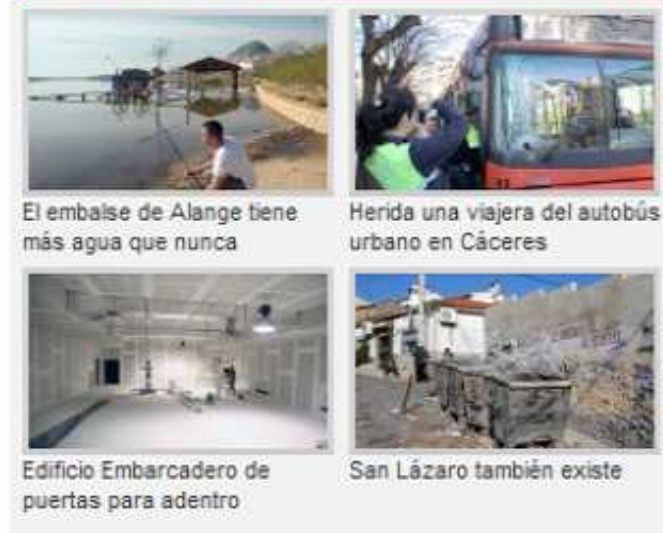 El embalse de Alange tiene
más agua que nunca
Herida una viajera del autobús
urbano en Cáceres
Edificio Embarcadero de
puertas para adentro
San Lázaro también existe